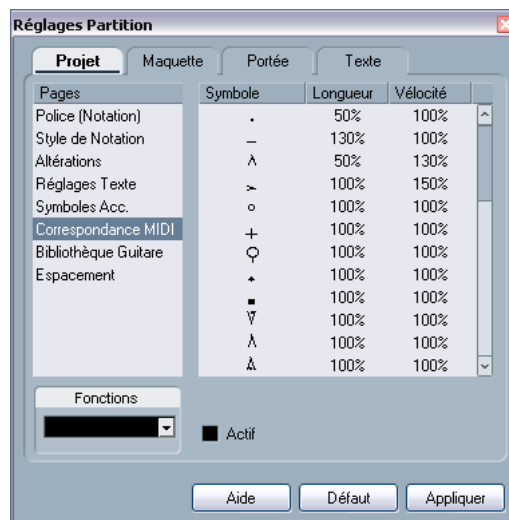 Réglages Partition
Projet Maquette Portée Texte
Pages Symbole Longueur Vélocité
Police (Notation) . 50% 100%
Style de Notation – 130% 100%
Altérations ʌ 50% 130%
Réglages Texte > 100% 150%
Symboles Acc. o 100% 100%
Correspondance MIDI + 100% 100%
Bibliothèque Guitare 100% 100%
Espacement 100% 100%
100% 100%
100% 100%
100% 100%
100% 100%
Fonctions
Actif
Aide Défaut Appliquer